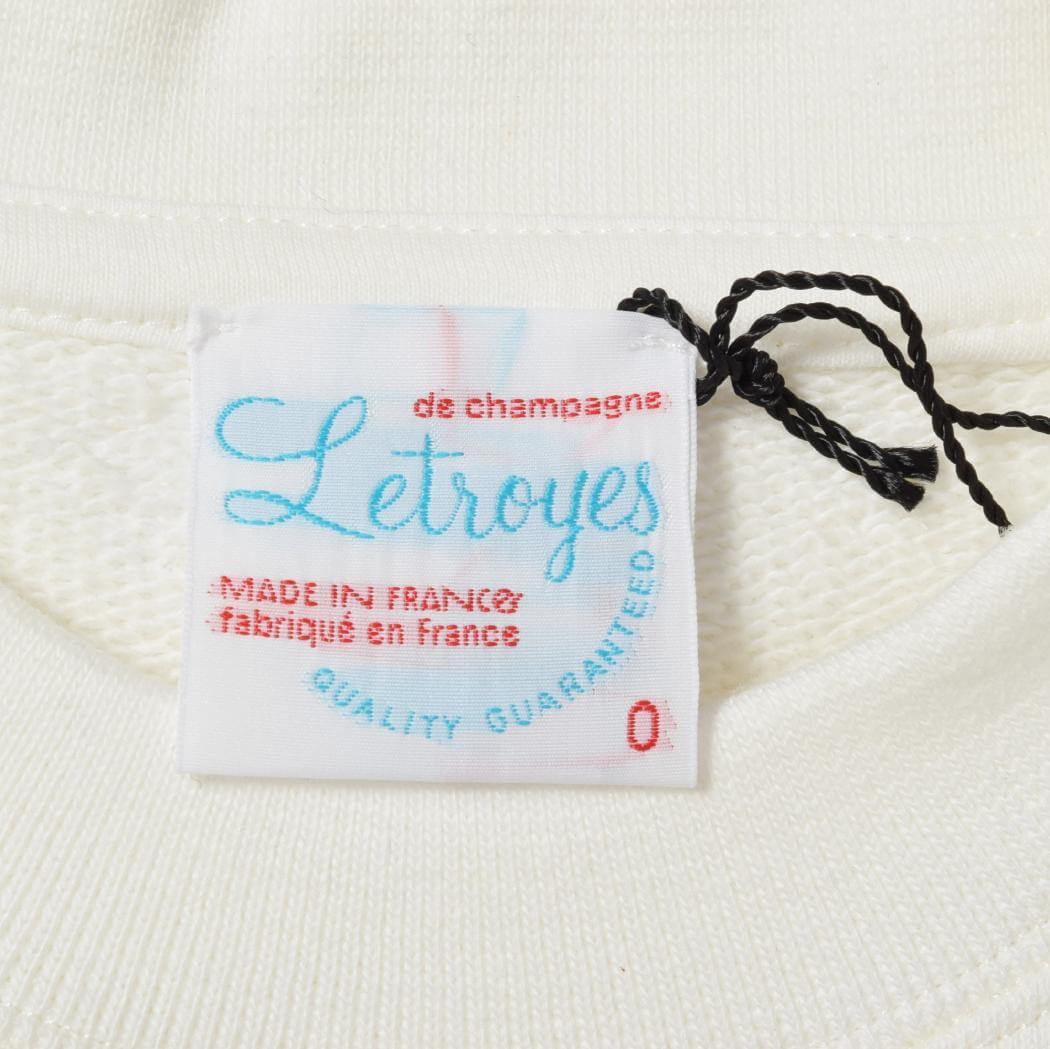 de champagne
Letroyes
MADE IN FRANCE
fabriqué en France
QUALITY GUARANTEED
0